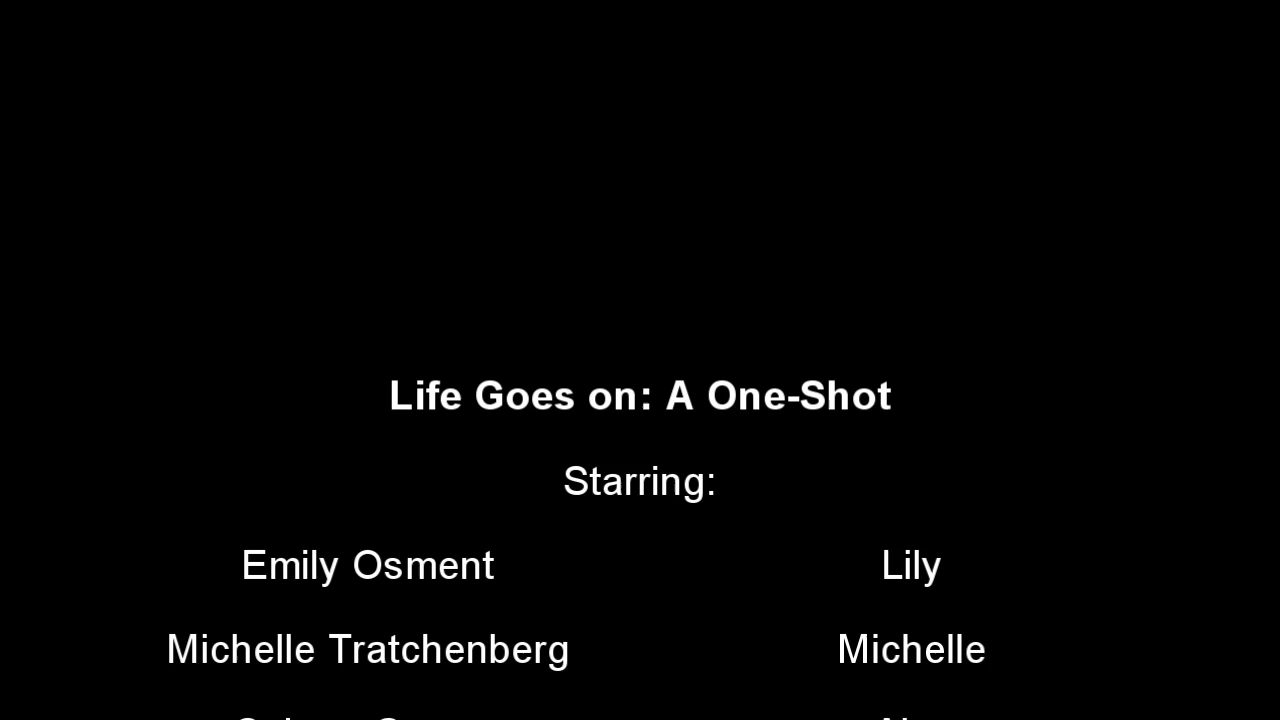 Life Goes on: A One-Shot
Starring:
Emily Osment Lily
Michelle Tratchenberg Michelle